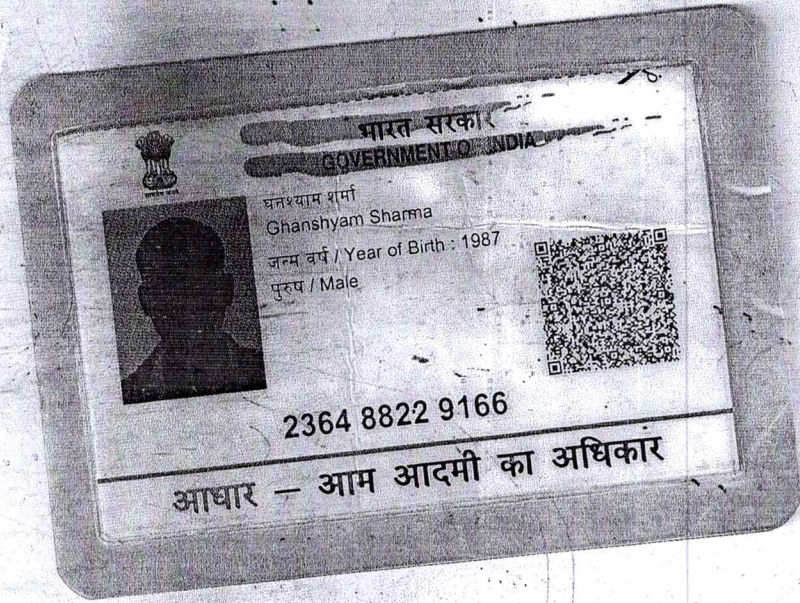 भारत सरकार
GOVERNMENT OF INDIA
घनश्याम शर्मा
Ghanshyam Sharma
जन्म वर्ष / Year of Birth : 1987
पुरुष / Male
2364 8822 9166
आधार – आम आदमी का अधिकार